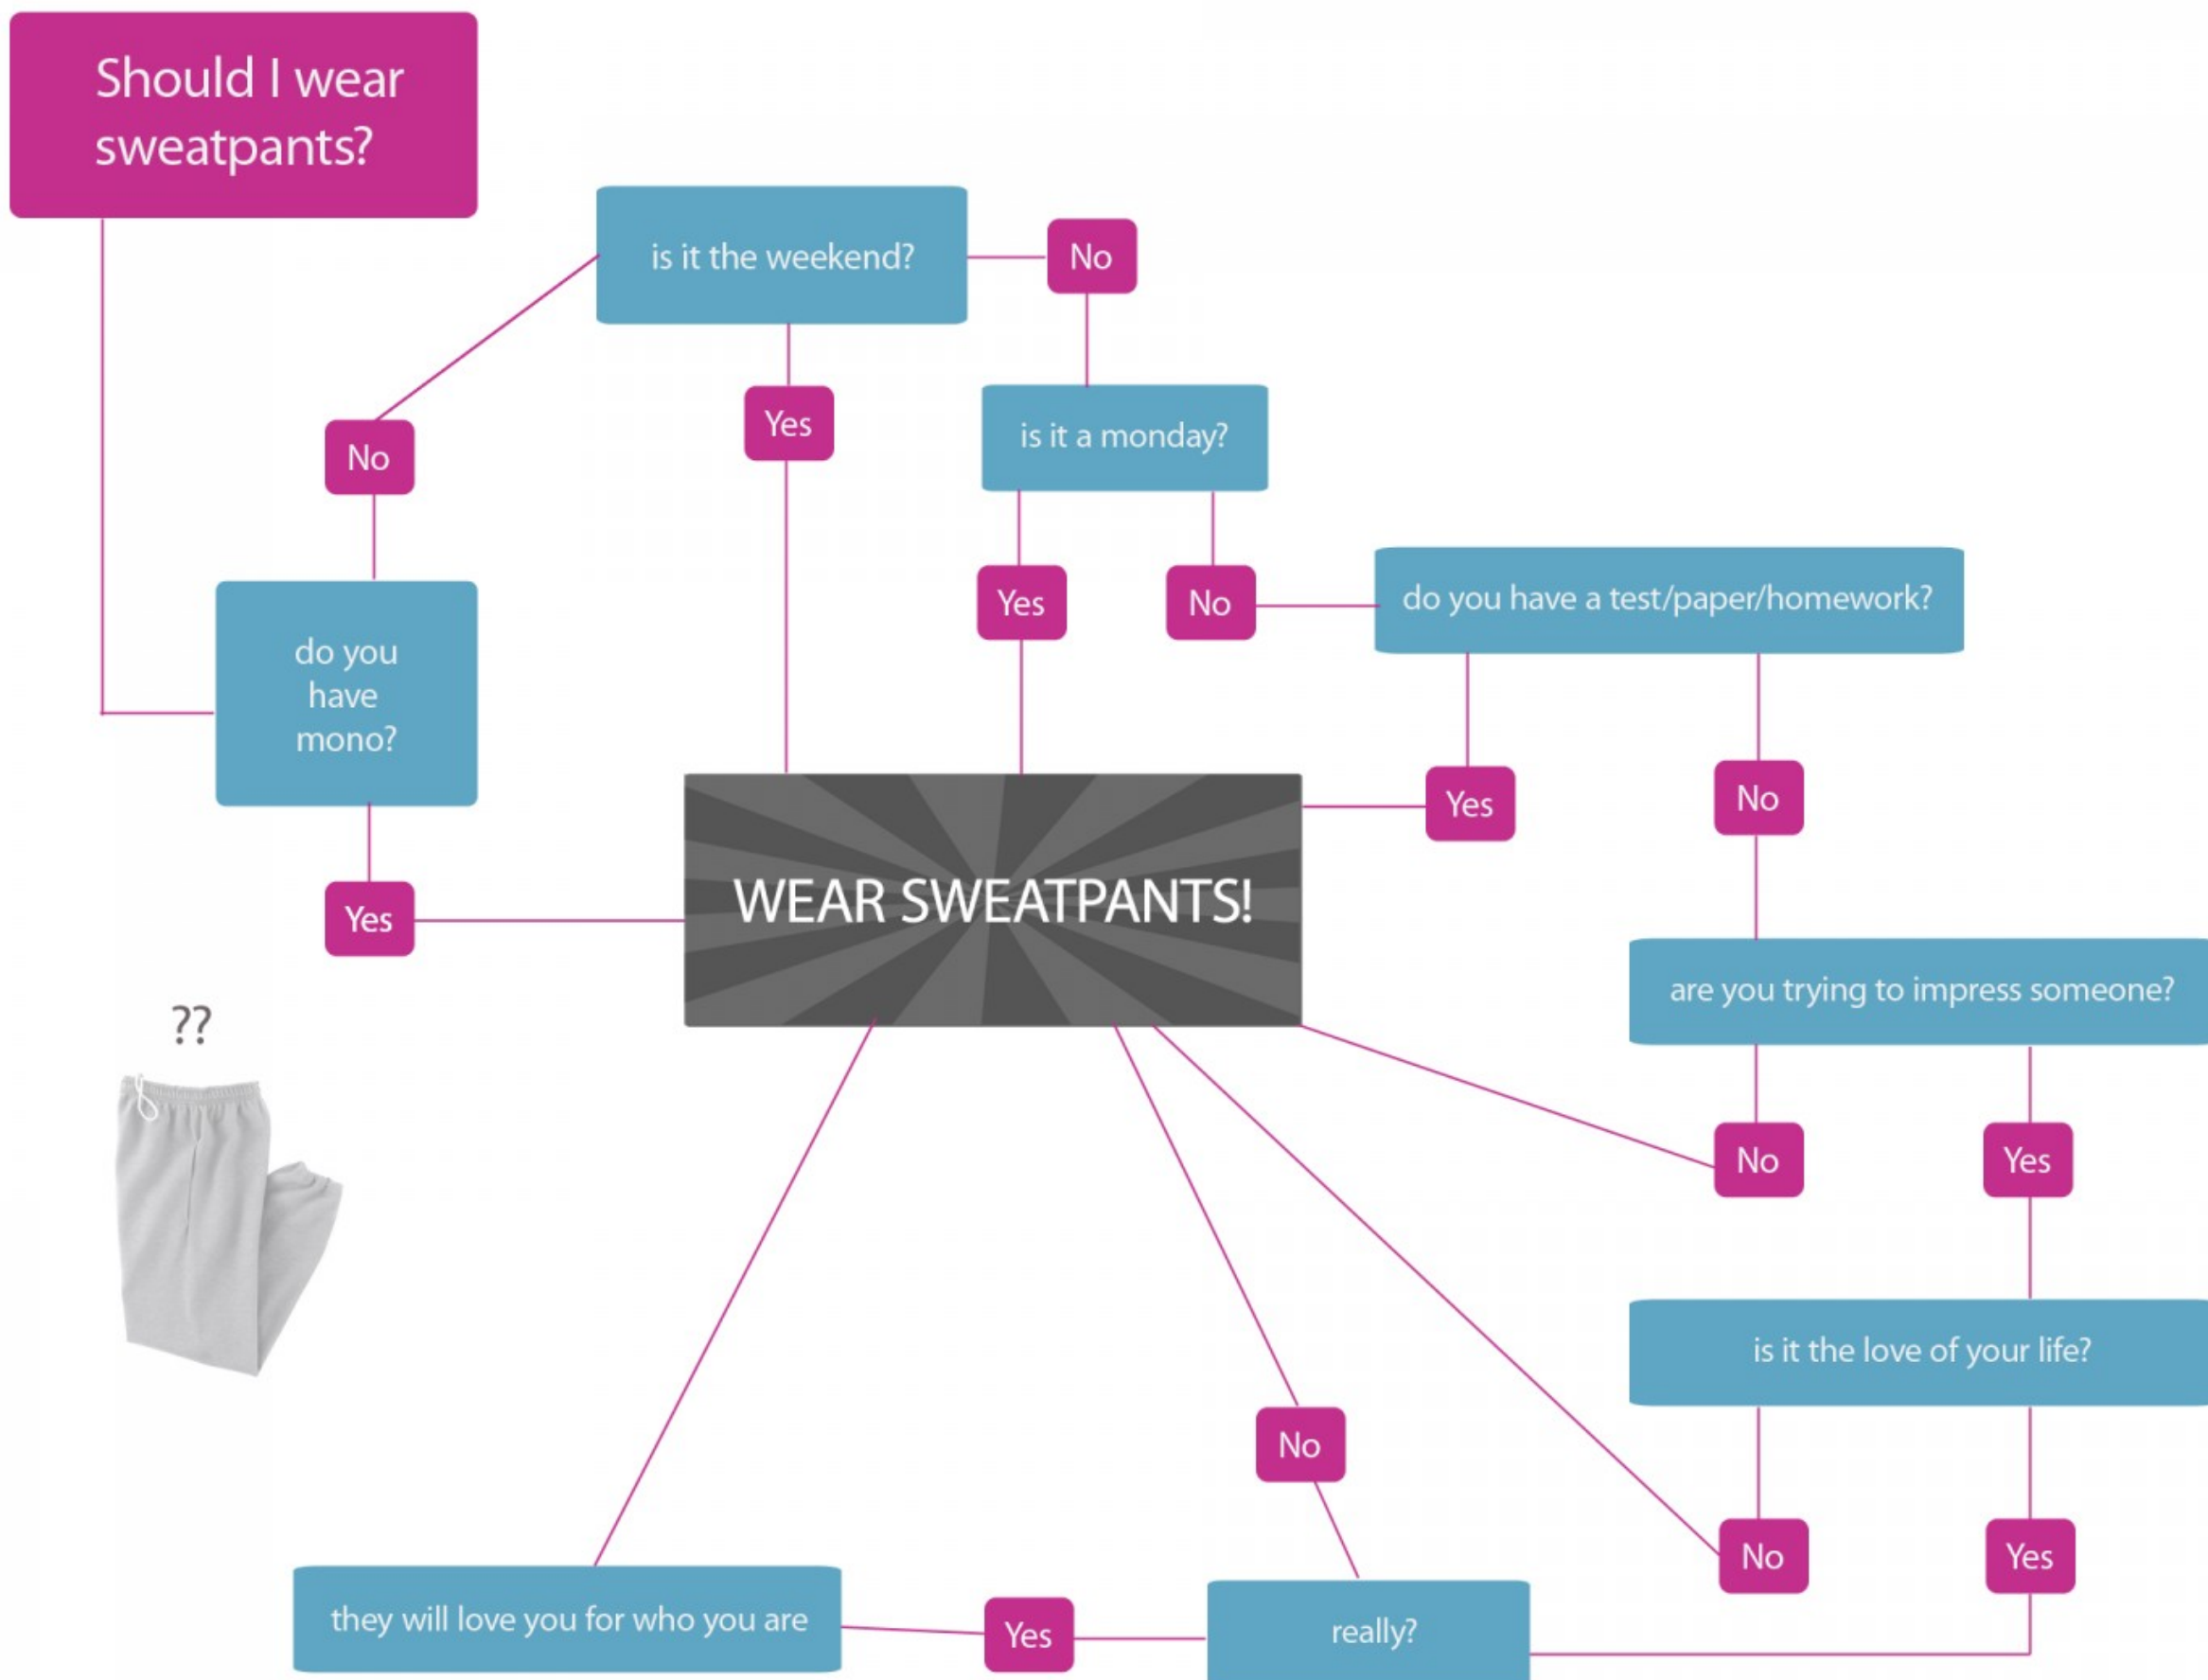 Should I wear
sweatpants?
is it the weekend?
No
Yes
is it a monday?
No
do you
have
mono?
Yes
No
do you have a test/paper/homework?
Yes
No
Yes
WEAR SWEATPANTS!
are you trying to impress someone?
??
No
Yes
is it the love of your life?
No
No
Yes
they will love you for who you are
Yes
really?